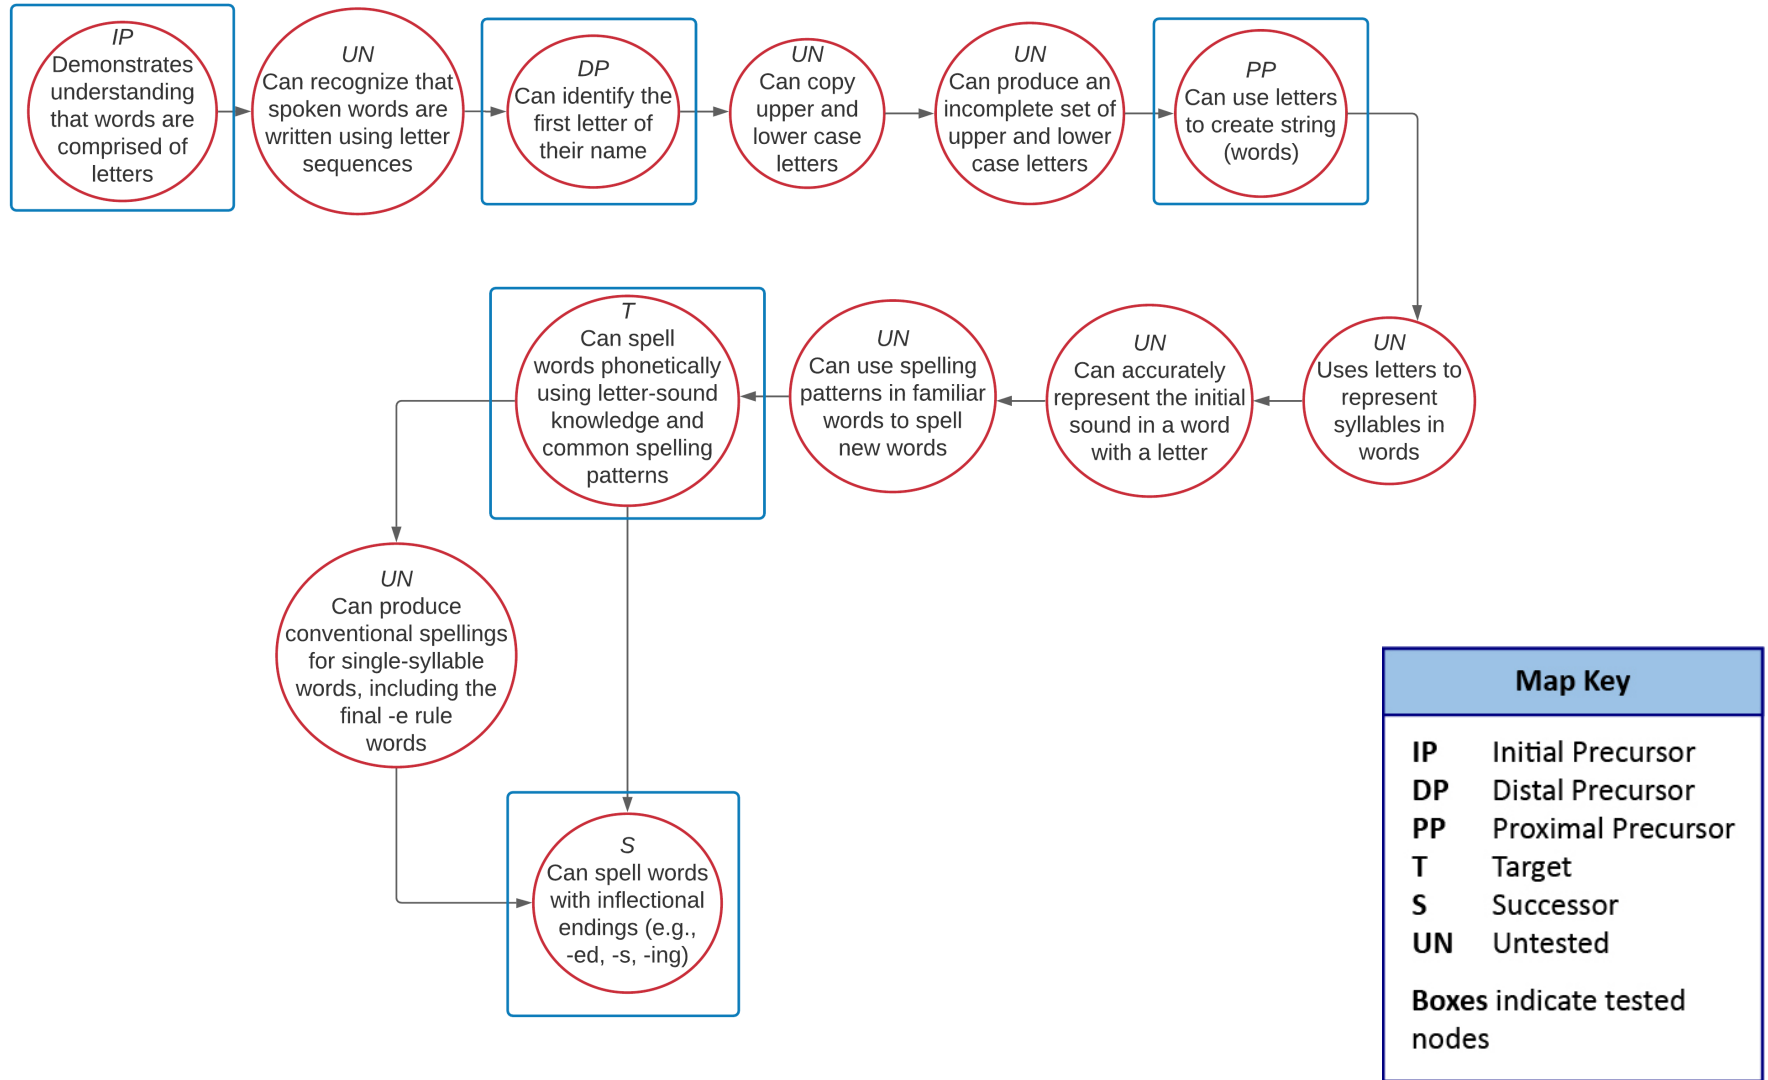 IP
Demonstrates
understanding
that words are
comprised of
letters
UN
Can recognize that
spoken words are
written using letter
sequences
DP
Can identify the
first letter of
their name
UN
Can copy
upper and
lower case
letters
UN
Can produce an
incomplete set of
upper and lower
case letters
PP
Can use letters
to create string
(words)
UN
Uses letters to
represent
syllables in
words
UN
Can accurately
represent the initial
sound in a word
with a letter
UN
Can use spelling
patterns in familiar
words to spell
new words
T
Can spell
words phonetically
using letter-sound
knowledge and
common spelling
patterns
UN
Can produce
conventional spellings
for single-syllable
words, including the
final -e rule
words
S
Can spell words
with inflectional
endings (e.g.,
-ed, -s, -ing)
Map Key
IP Initial Precursor
DP Distal Precursor
PP Proximal Precursor
T Target
S Successor
UN Untested
Boxes indicate tested
nodes